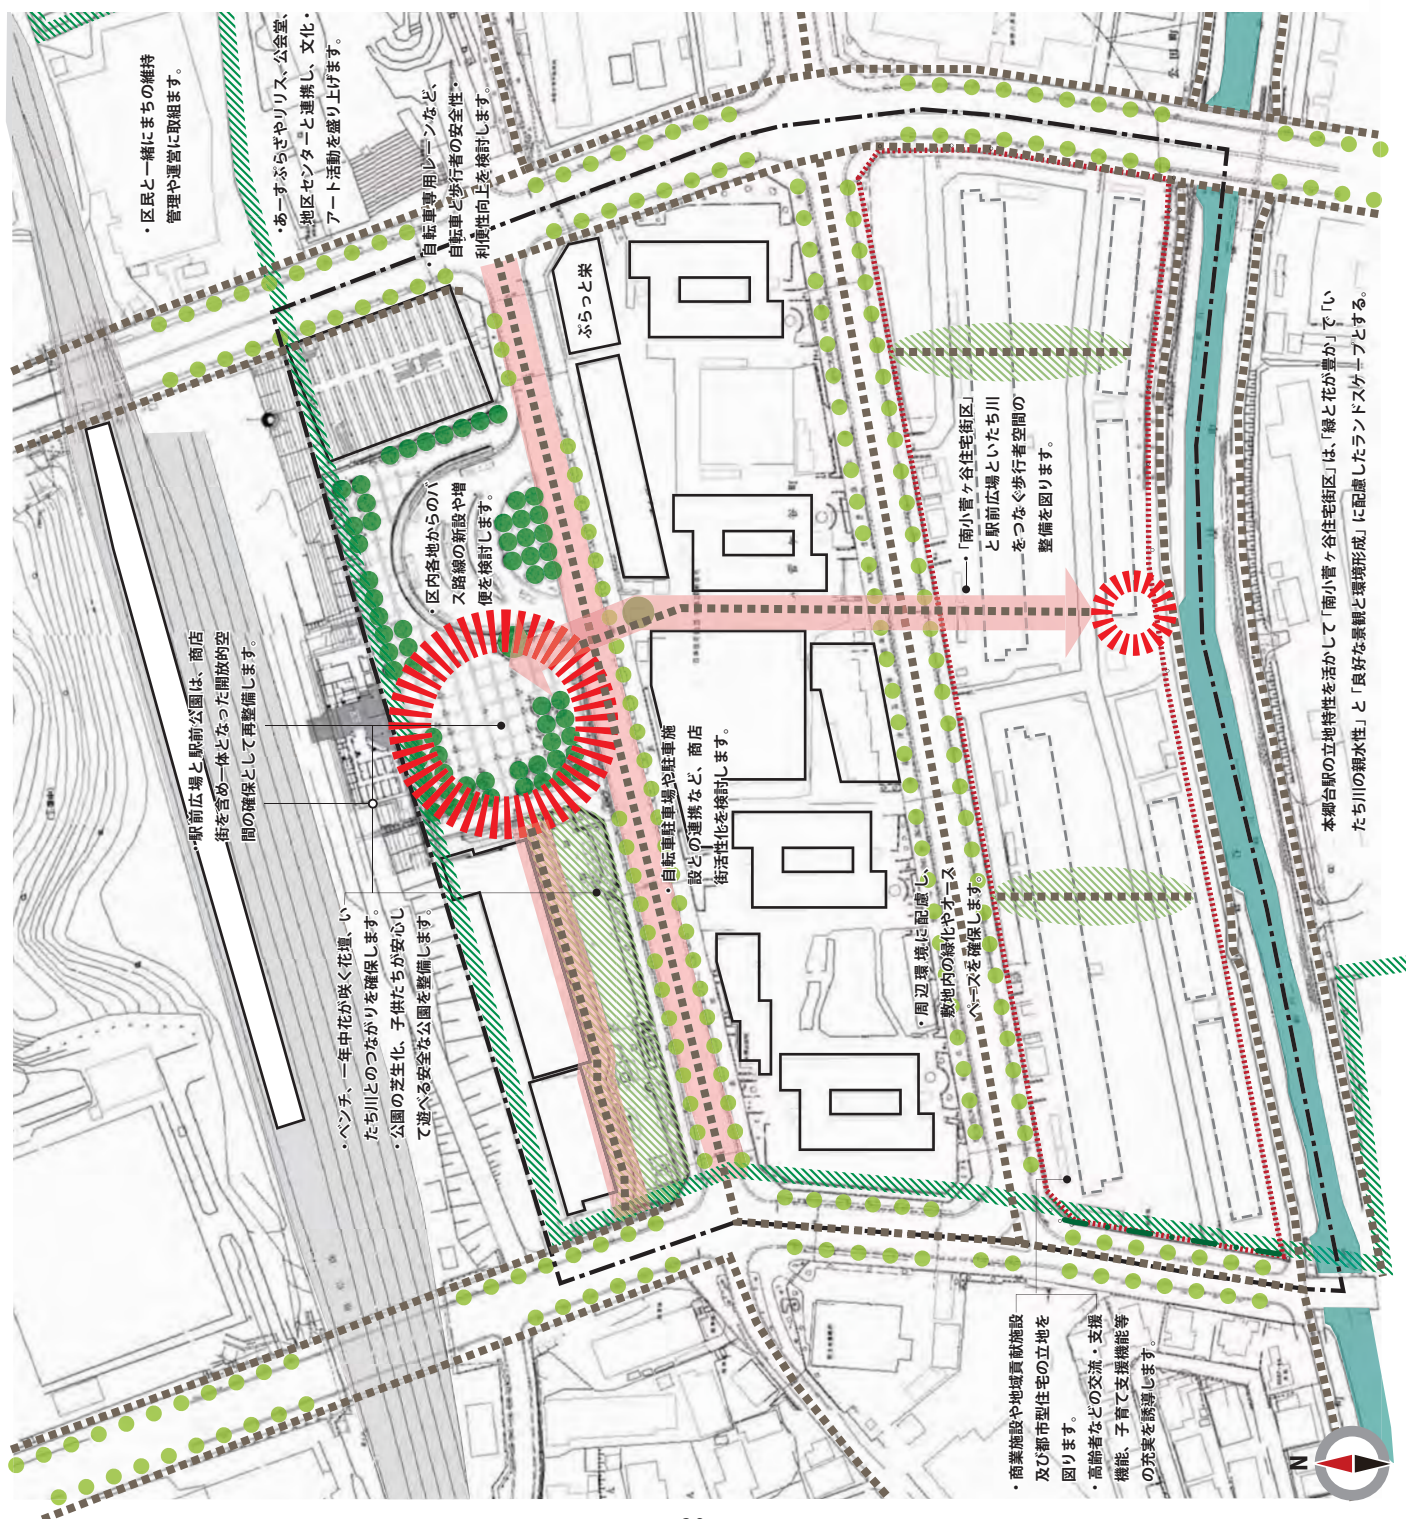 ・区民と一緒にまちの維持
管理や運営に取組ます。
・あーすぷらざやリリス、公会堂、
地区センターと連携し、文化・
アート活動を盛り上げます。
・自転車専用レーンなど、
自転車と歩行者の安全性・
利便性向上を検討します。
ぷらっと栄
・区内各地からのバ
ス路線の新設や増
便を検討します。
・「南小菅ヶ谷住宅街区」
と駅前広場といたち川
をつなぐ歩行者空間の
整備を図ります。
・駅前広場と駅前公園は、商店
街を含め一体となった開放的空
間の確保として再整備します。
・自転車駐車場や駐車施
設との連携など、商店
街活性化を検討します。
・ベンチ、一年中花が咲く花壇、い
たち川とのつながりを確保します。
・公園の芝生化、子供たちが安心し
て遊べる安全な公園を整備します。
・周辺環境に配慮し、
敷地内の緑化やオース
ペースを確保します。
本郷台駅の立地特性を活かして「南小菅ヶ谷住宅街区」は、「緑と花が豊か」で「い
たち川の親水性」と「良好な景観と環境形成」に配慮したランドスケープとする。
・商業施設や地域貢献施設
及び都市型住宅の立地を
図ります。
・高齢者などの交流・支援
機能、子育て支援機能等
の充実を誘導します。
N